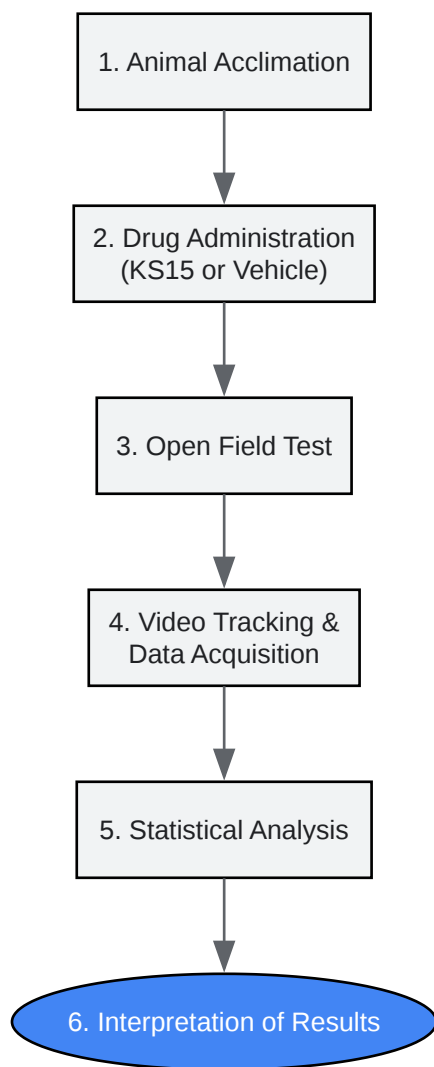 1. Animal Acclimation
2. Drug Administration
(KS15 or Vehicle)
3. Open Field Test
4. Video Tracking &
Data Acquisition
5. Statistical Analysis
6. Interpretation of Results